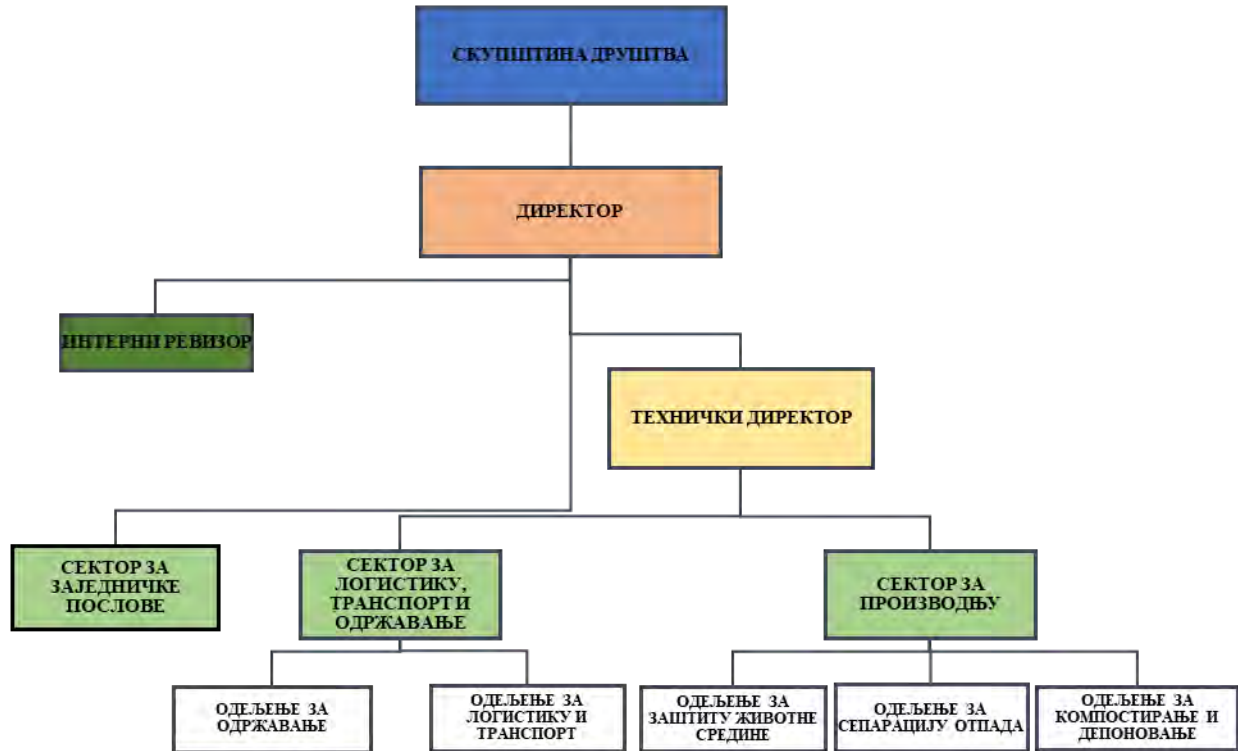 СКУПШТИНА ДРУШТВА
ДИРЕКТОР
ИНТЕРНИ РЕВИЗОР
ТЕХНИЧКИ ДИРЕКТОР
СЕКТОР ЗА
ЗАЈЕДНИЧКЕ
ПОСЛОВЕ
СЕКТОР ЗА
ЛОГИСТИКУ,
ТРАНСПОРТ И
ОДРЖАВАЊЕ
СЕКТОР ЗА
ПРОИЗВОДЊУ
ОДЕЉЕЊЕ ЗА
ОДРЖАВАЊЕ
ОДЕЉЕЊЕ ЗА
ЛОГИСТИКУ И
ТРАНСПОРТ
ОДЕЉЕЊЕ ЗА
ЗАШТИТУ ЖИВОТНЕ
СРЕДИНЕ
ОДЕЉЕЊЕ ЗА
СЕПАРАЦИЈУ ОТПАДА
ОДЕЉЕЊЕ ЗА
КОМПОСТИРАЊЕ И
ДЕПОНОВАЊЕ